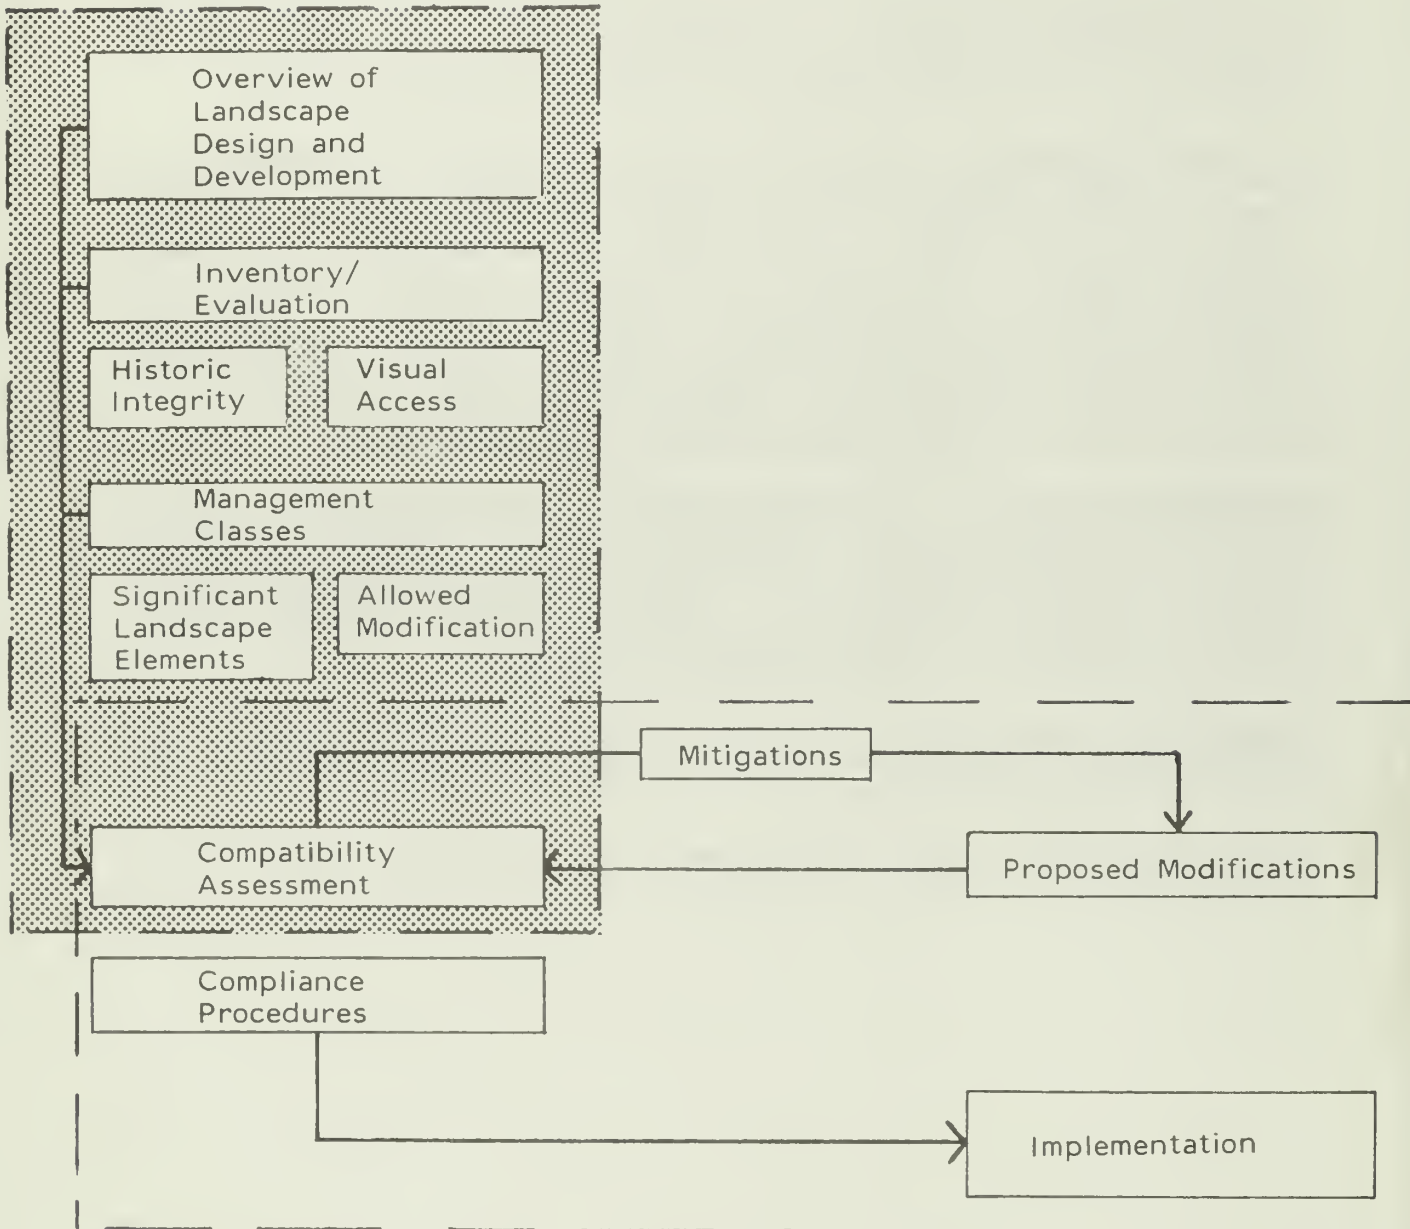 Overview of
Landscape
Design and
Development
Inventory/
Evaluation
Historic
Integrity
Visual
Access
Management
Classes
Significant
Landscape
Elements
Allowed
Modification
Mitigations
Compatibility
Assessment
Proposed Modifications
Compliance
Procedures
Implementation